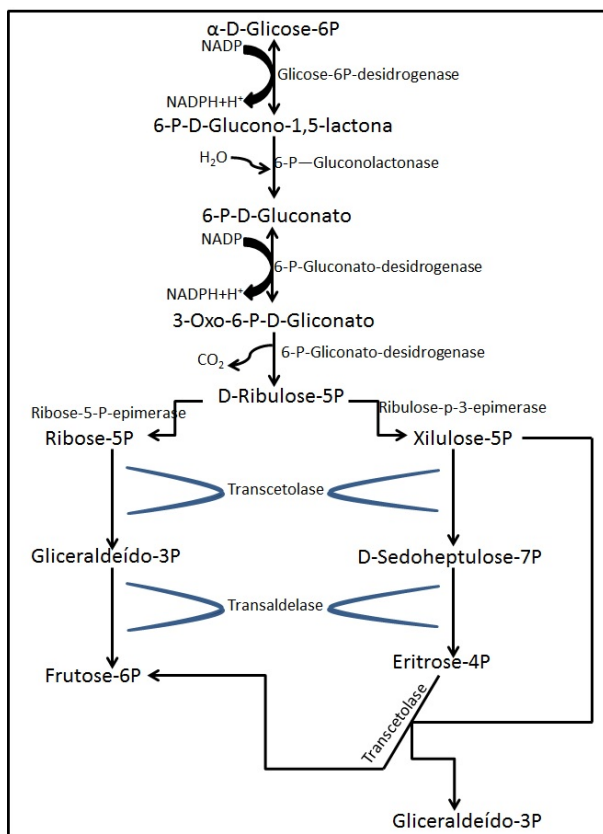 α-D-Glicose-6P
NADP
Glicose-6P-desidrogenase
NADPH+H⁺
6-P-D-Glucono-1,5-lactona
H₂O
6-P—Gluconolactonase
6-P-D-Gluconato
NADP
6-P-Gluconato-desidrogenase
NADPH+H⁺
3-Oxo-6-P-D-Gliconato
6-P-Gliconato-desidrogenase
CO₂
D-Ribulose-5P
Ribose-5-P-epimerase
Ribulose-p-3-epimerase
Ribose-5P
Xilulose-5P
Transcetolase
Gliceraldeído-3P
D-Sedoheptulose-7P
Transaldelase
Eritrose-4P
Frutose-6P
Transcetolase
Gliceraldeído-3P